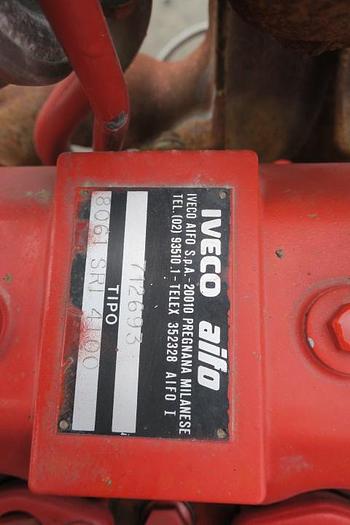 IVECO aifo
IVECO AIFO S.p.A.-20010 PREGNANA MILANESE
TEL.(02) 93510.1-TELEX 352328 AIFO I
712693
TIPO
8061 SRI 4100